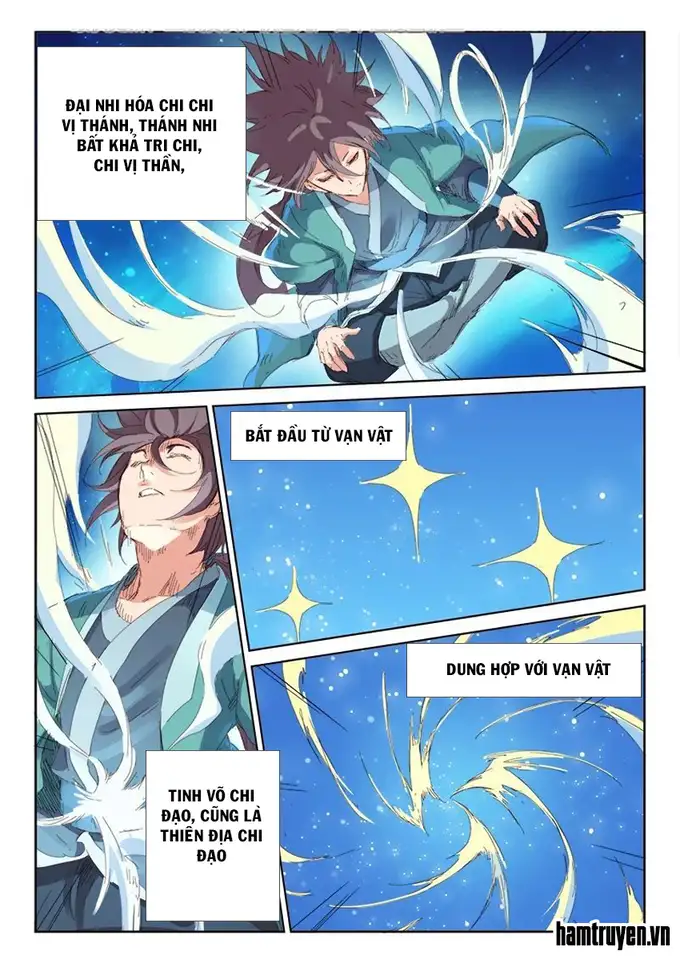 ĐẠI NHI HÓA CHI CHI
VỊ THÁNH, THÁNH NHI
BẤT KHẢ TRI CHI,
CHI VỊ THẦN,
BẮT ĐẦU TỪ VẠN VẬT
DUNG HỢP VỚI VẠN VẬT
TINH VÕ CHI
ĐẠO, CŨNG LÀ
THIÊN ĐỊA CHI
ĐẠO
hamtruyen.vn